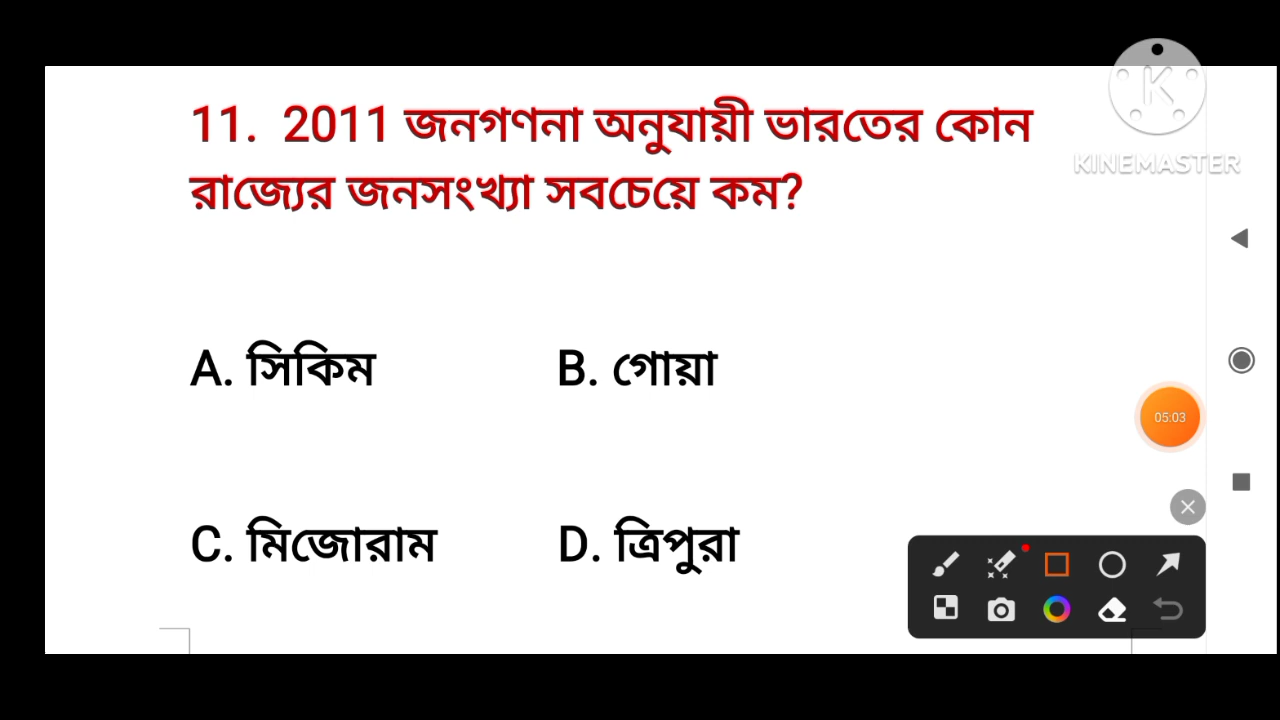 11. 2011 জনগণনা অনুযায়ী ভারতের কোন
রাজ্যের জনসংখ্যা সবচেয়ে কম?
A. সিকিম B. গোয়া
C. মিজোরাম D. ত্রিপুরা
K
KINEMASTER
05:03